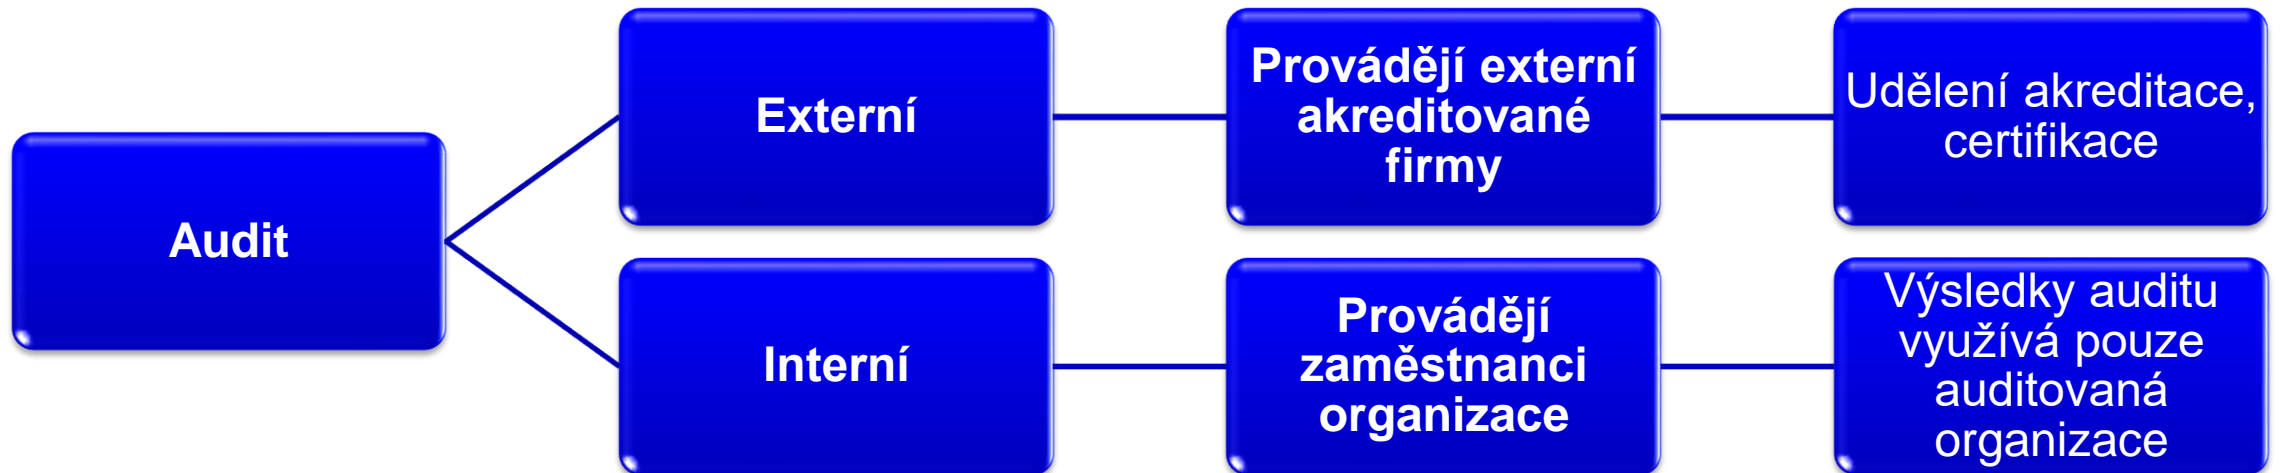 Audit
Externí
Provádějí externí
akreditované
firmy
Udělení akreditace,
certifikace
Interní
Provádějí
zaměstnanci
organizace
Výsledky auditu
využívá pouze
auditovaná
organizace